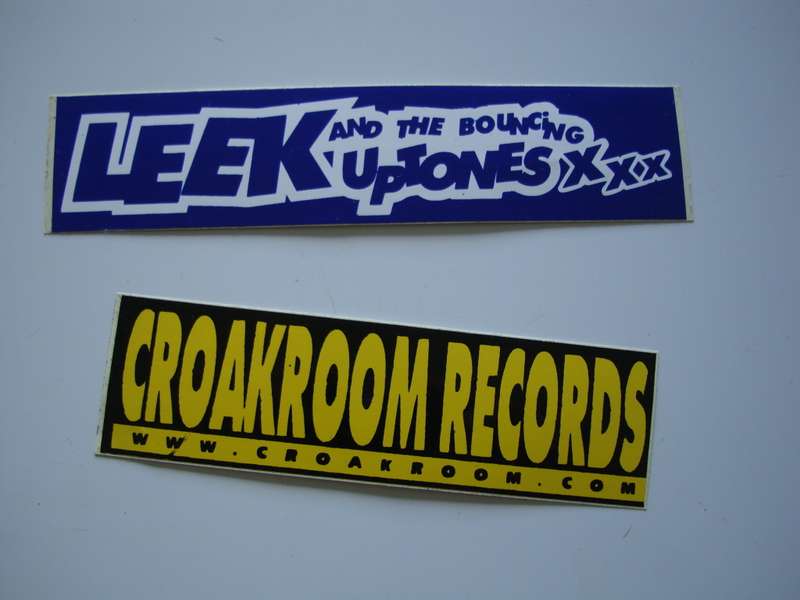 LEEK AND THE BOUNCiNG
UPTONES XXX
CROAKROOM RECORDS
WWW.CROAKROOM.COM